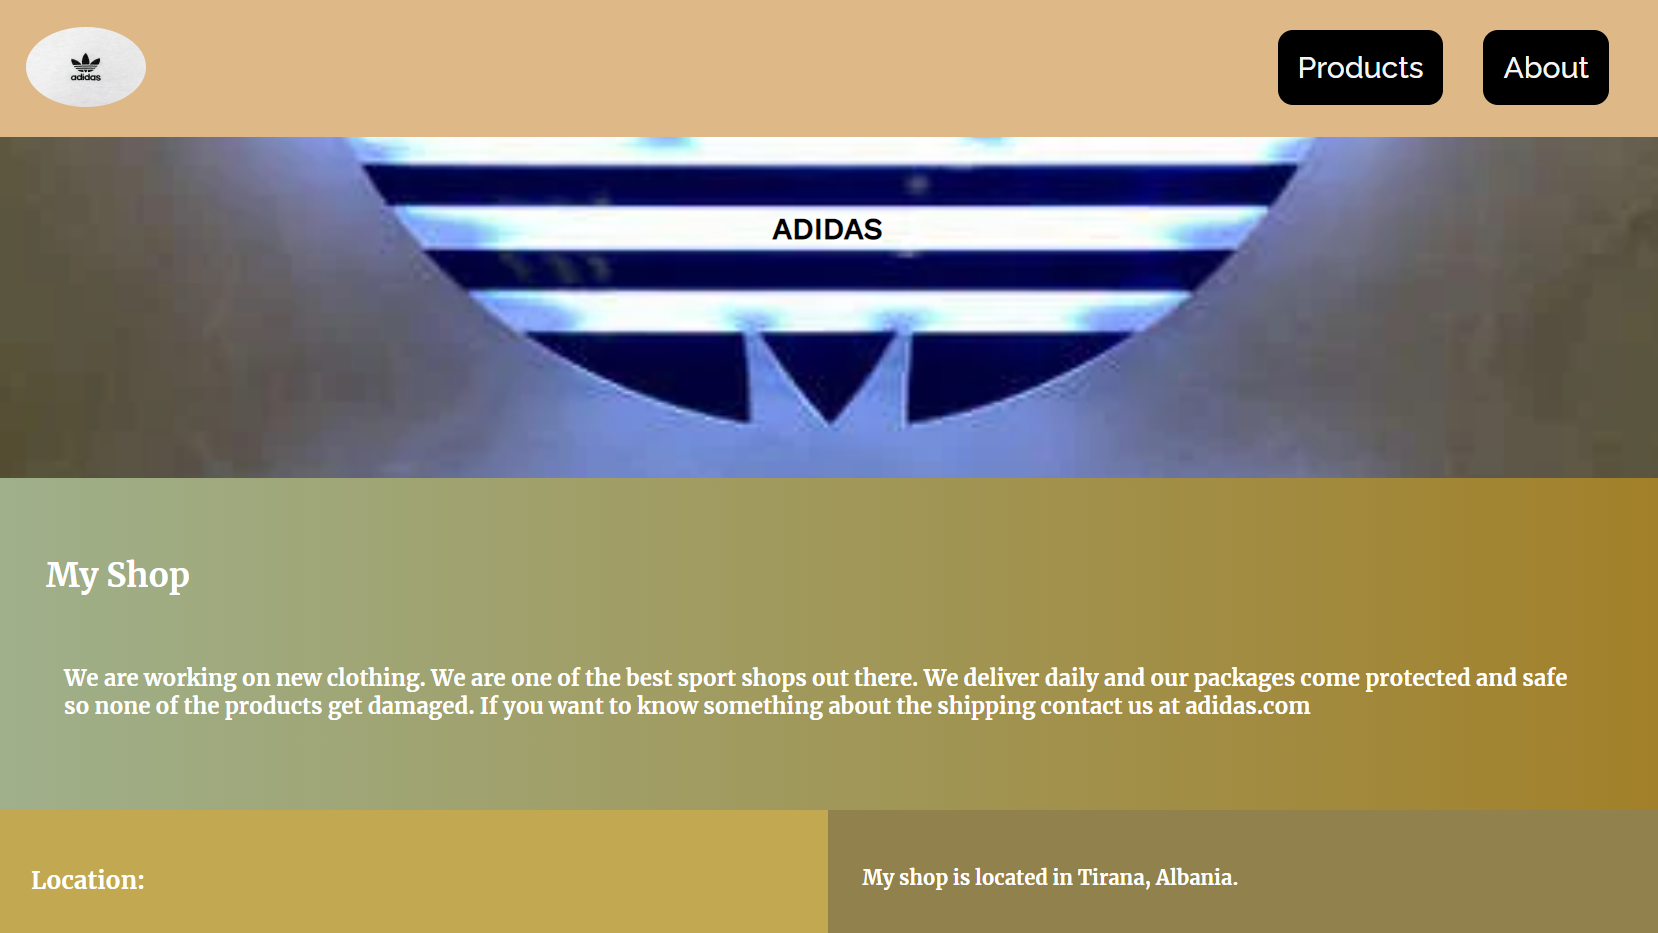 adidas
Products
About
ADIDAS
My Shop
We are working on new clothing. We are one of the best sport shops out there. We deliver daily and our packages come protected and safe
so none of the products get damaged. If you want to know something about the shipping contact us at adidas.com
Location:
My shop is located in Tirana, Albania.